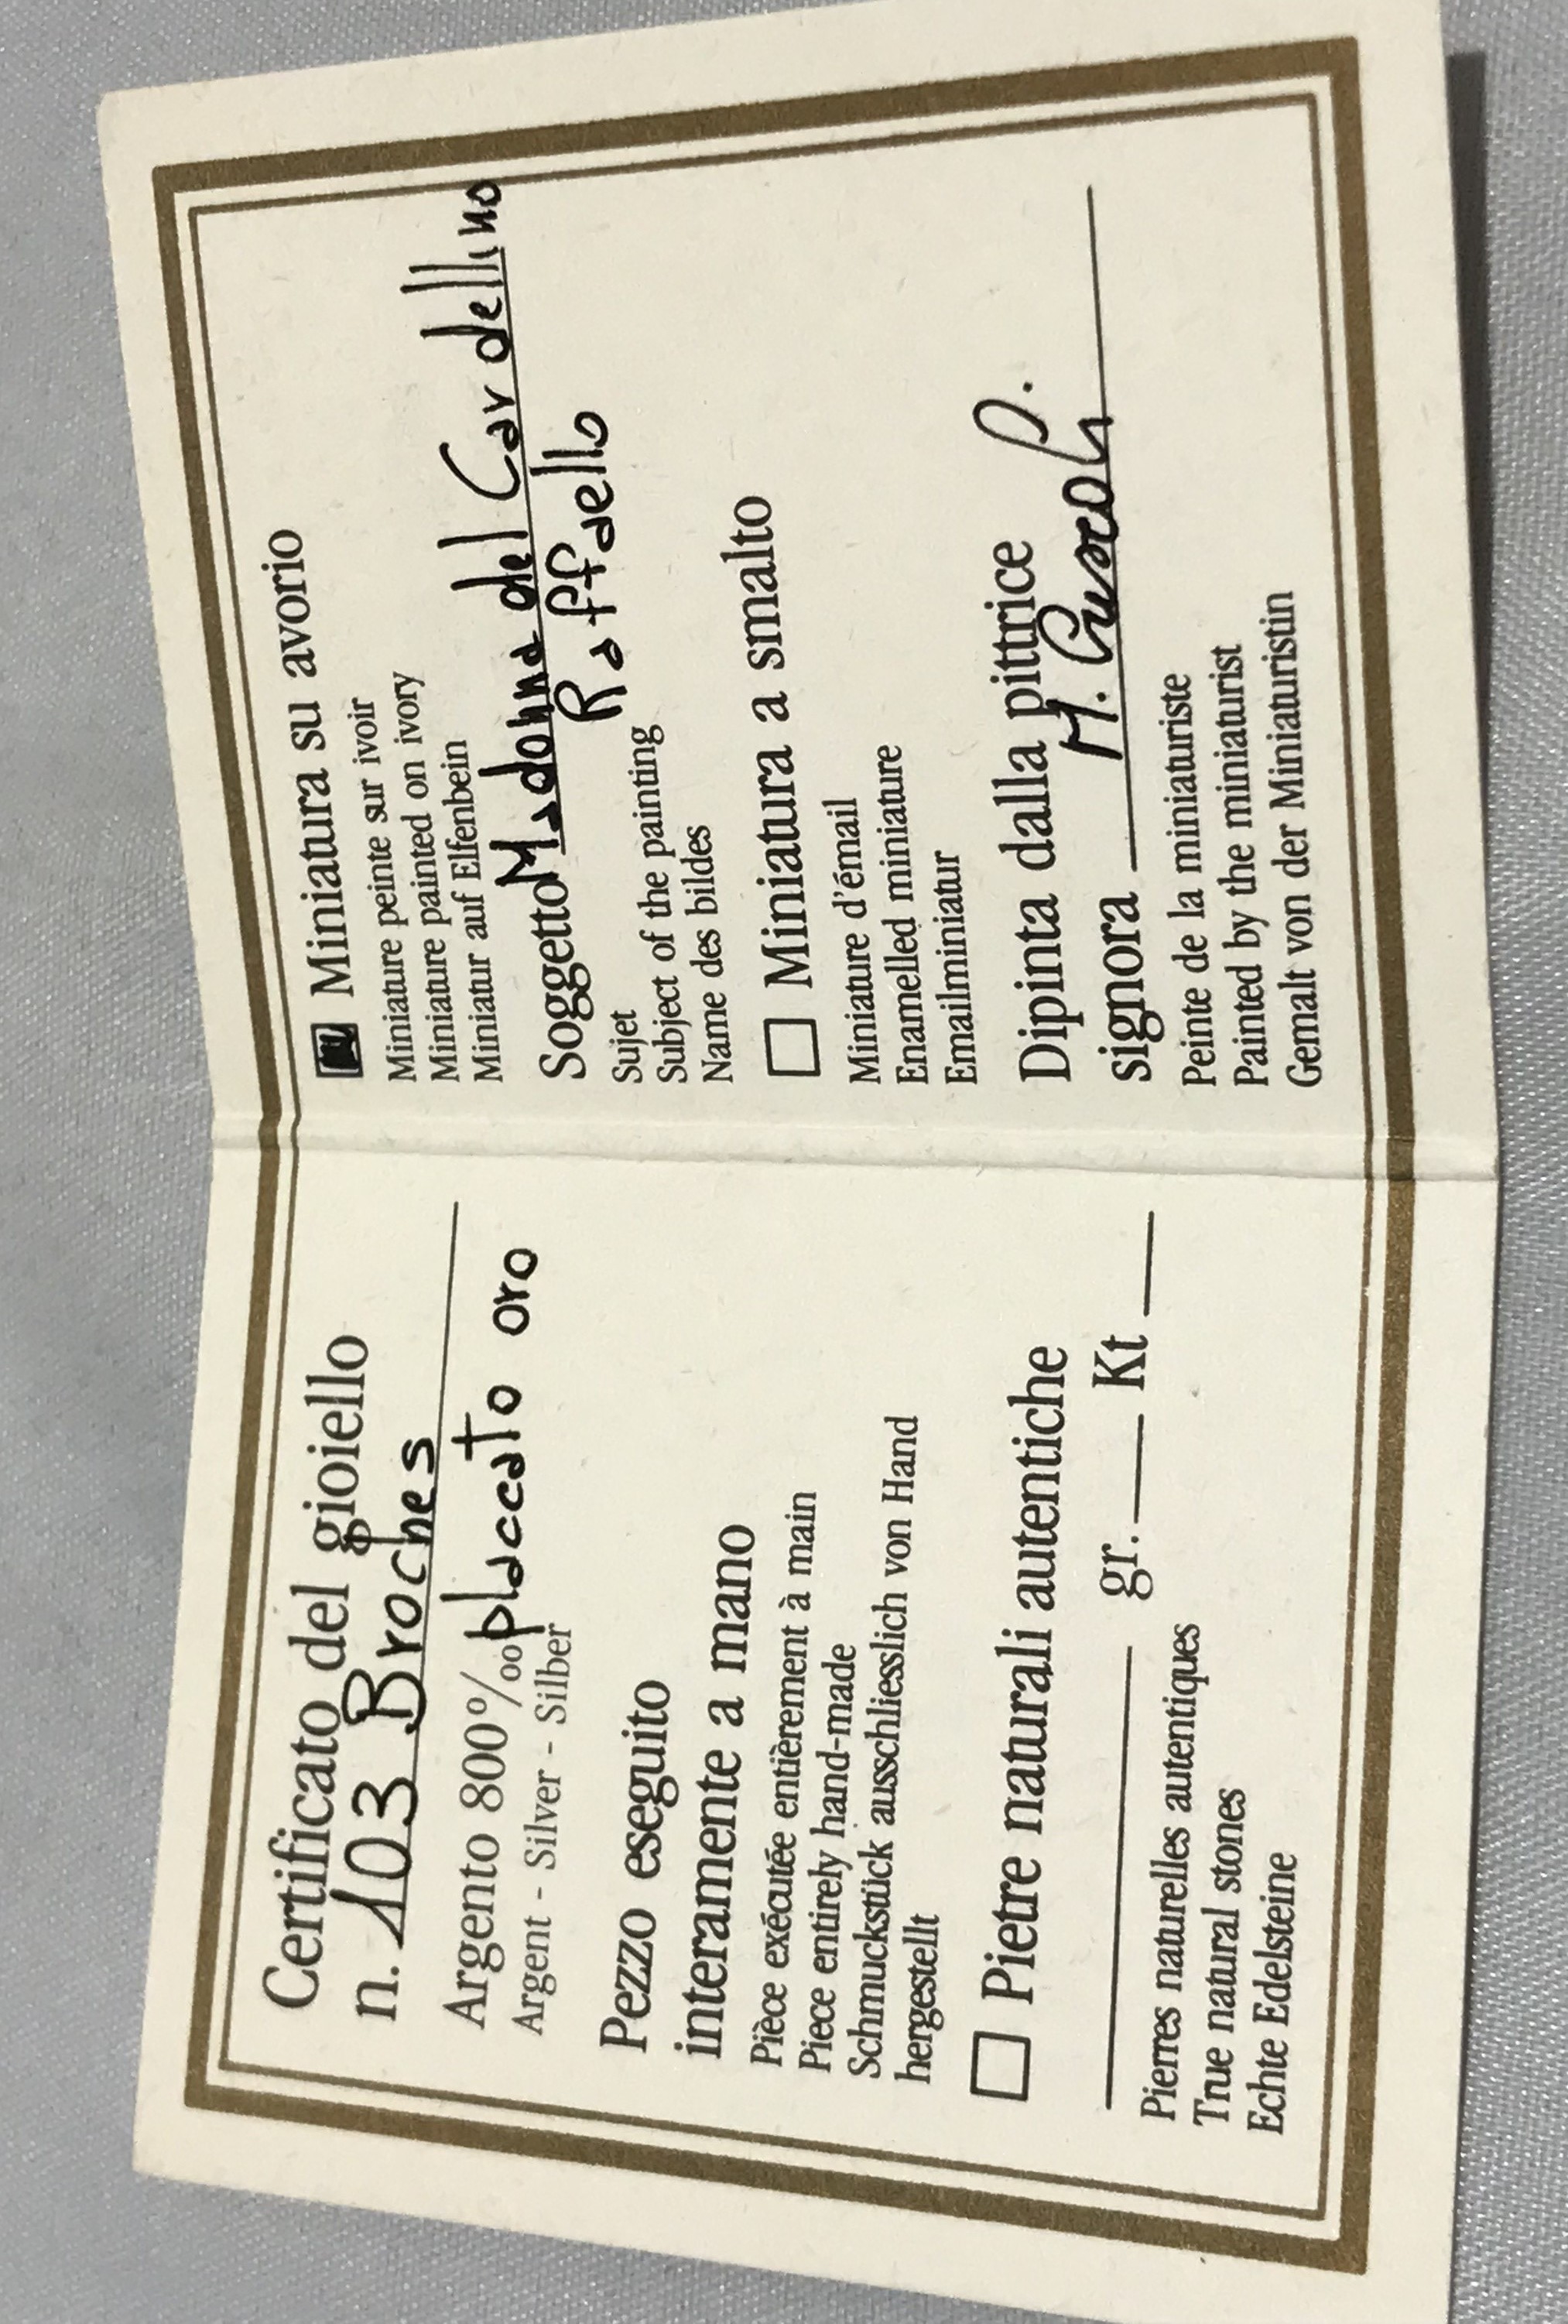 Certificato del gioiello
n. 103 Broches
Argento 800‰ placcato oro
Argent - Silver - Silber
Pezzo eseguito
interamente a mano
Pièce exécutée entièrement à main
Piece entirely hand-made
Schmuckstück ausschliesslich von Hand
hergestellt
Pietre naturali autentiche
gr. Kt
Pierres naturelles autentiques
True natural stones
Echte Edelsteine
Miniatura su avorio
Miniature peinte sur ivoir
Miniature painted on ivory
Miniatur auf Elfenbein
Soggetto Madonna del Cardellino
Raffaello
Sujet
Subject of the painting
Name des bildes
Miniatura a smalto
Miniature d'émail
Enamelled miniature
Emailminiatur
Dipinta dalla pittrice
signora M.
Peinte de la miniaturiste
Painted by the miniaturist
Gemalt von der Miniaturistin